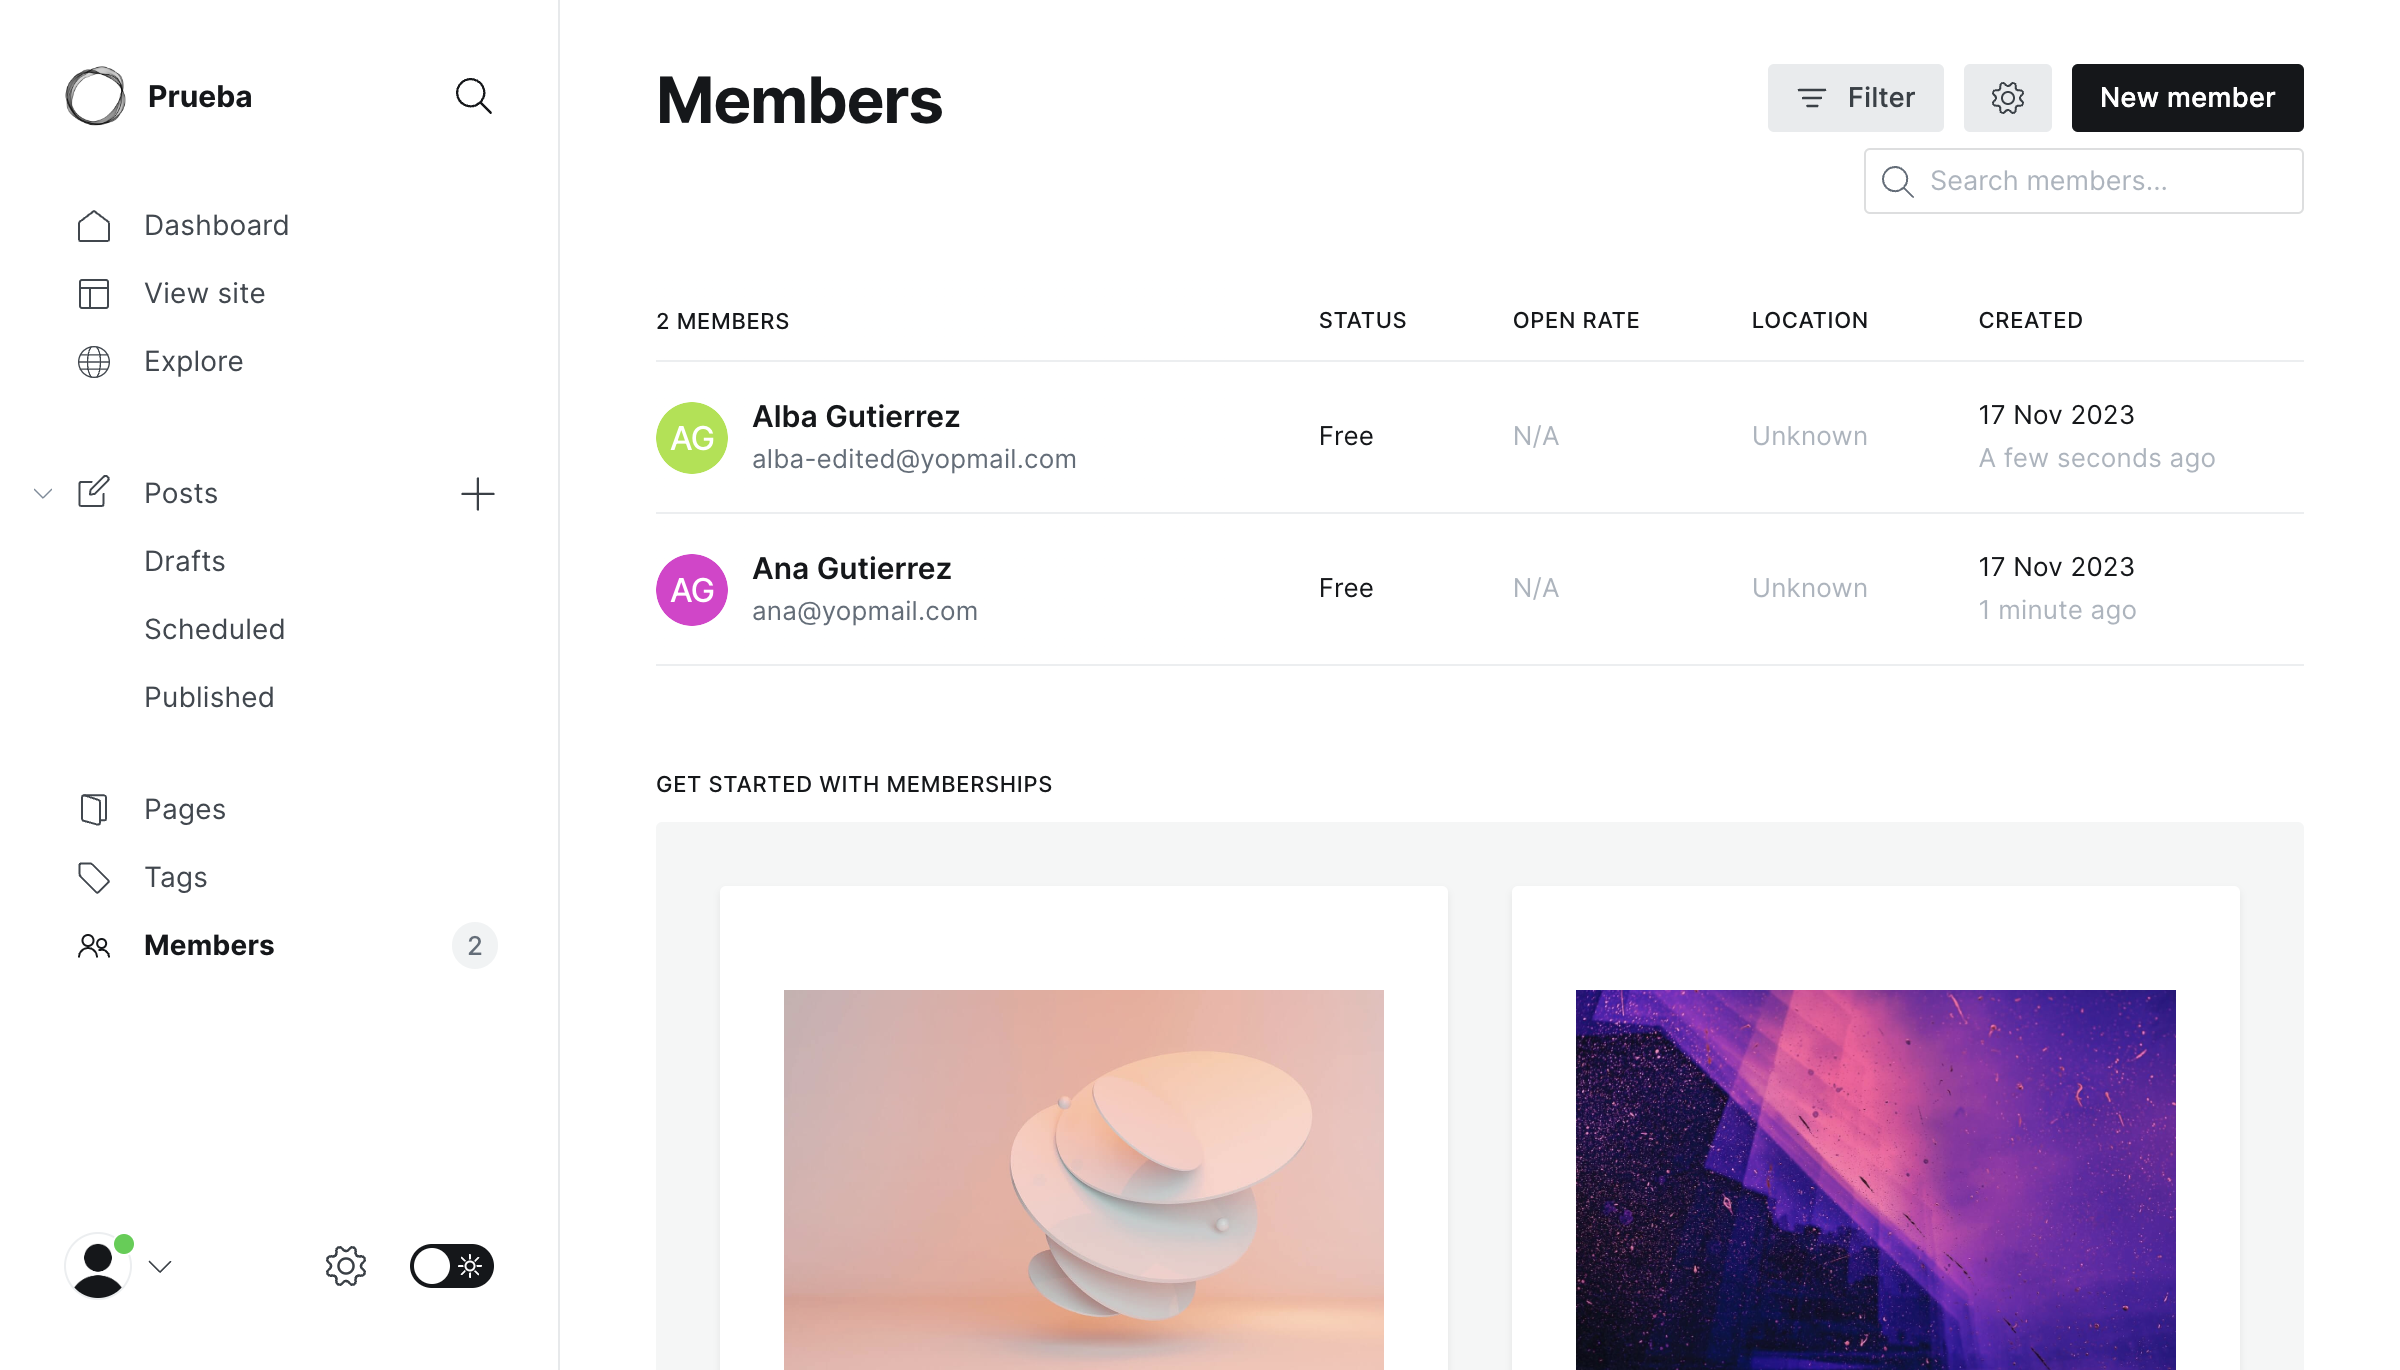 Prueba
Dashboard
View site
Explore
Posts
Drafts
Scheduled
Published
Pages
Tags
Members
2
Members
Filter
New member
Search members...
2 MEMBERS STATUS OPEN RATE LOCATION CREATED
AG Alba Gutierrez alba-edited@yopmail.com Free N/A Unknown 17 Nov 2023 A few seconds ago
AG Ana Gutierrez ana@yopmail.com Free N/A Unknown 17 Nov 2023 1 minute ago
GET STARTED WITH MEMBERSHIPS